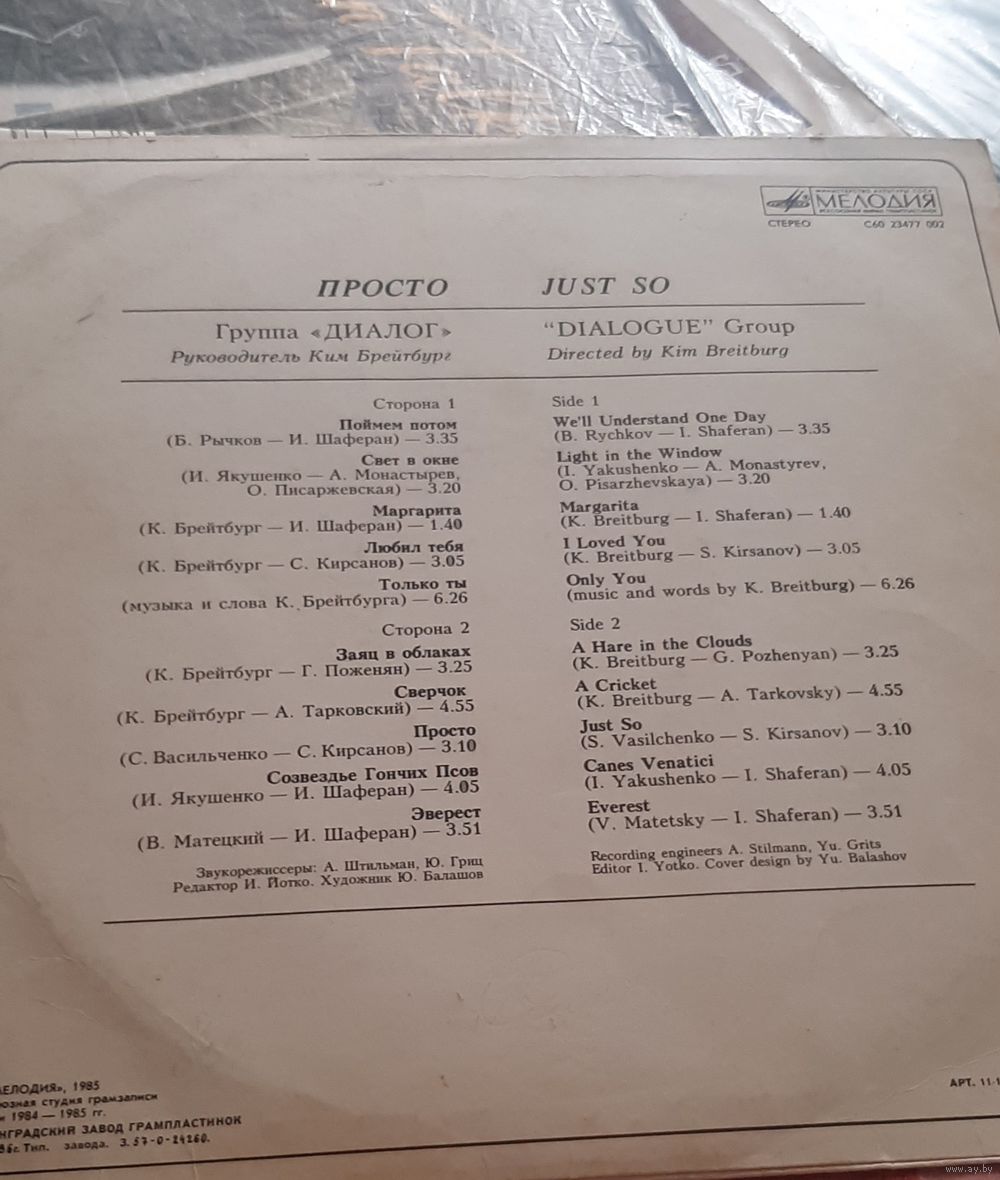 МЕЛОДИЯ
СТЕРЕО С60 23477 002
ПРОСТО
Группа «ДИАЛОГ»
Руководитель Ким Брейтбург
Сторона 1
Поймем потом
(Б. Рычков — И. Шаферан) — 3.35
Свет в окне
(И. Якушенко — А. Монастырев,
О. Писаржевская) — 3.20
Маргарита
(К. Брейтбург — И. Шаферан) — 1.40
Любил тебя
(К. Брейтбург — С. Кирсанов) — 3.05
Только ты
(музыка и слова К. Брейтбурга) — 6.26
Сторона 2
Заяц в облаках
(К. Брейтбург — Г. Поженян) — 3.25
Сверчок
(К. Брейтбург — А. Тарковский) — 4.55
Просто
(С. Васильченко — С. Кирсанов) — 3.10
Созвездье Гончих Псов
(И. Якушенко — И. Шаферан) — 4.05
Эверест
(В. Матецкий — И. Шаферан) — 3.51
Звукорежиссеры: А. Штильман, Ю. Гриц
Редактор И. Йотко. Художник Ю. Балашов
JUST SO
"DIALOGUE" Group
Directed by Kim Breitburg
Side 1
We'll Understand One Day
(B. Rychkov — I. Shaferan) — 3.35
Light in the Window
(I. Yakushenko — A. Monastyrev,
O. Pisarzhevskaya) — 3.20
Margarita
(K. Breitburg — I. Shaferan) — 1.40
I Loved You
(K. Breitburg — S. Kirsanov) — 3.05
Only You
(music and words by K. Breitburg) — 6.26
Side 2
A Hare in the Clouds
(K. Breitburg — G. Pozhenyan) — 3.25
A Cricket
(K. Breitburg — A. Tarkovsky) — 4.55
Just So
(S. Vasilchenko — S. Kirsanov) — 3.10
Canes Venatici
(I. Yakushenko — I. Shaferan) — 4.05
Everest
(V. Matetsky — I. Shaferan) — 3.51
Recording engineers A. Stilmann, Yu. Grits
Editor I. Yotko. Cover design by Yu. Balashov
ЕЛОДИЯ», 1985
юзная студия грамзаписи
и 1984 — 1985 гг.
НГРАДСКИЙ ЗАВОД ГРАМПЛАСТИНОК
Тип. завода. З. 57-0-24260.
АРТ. 11-
www.ay.by